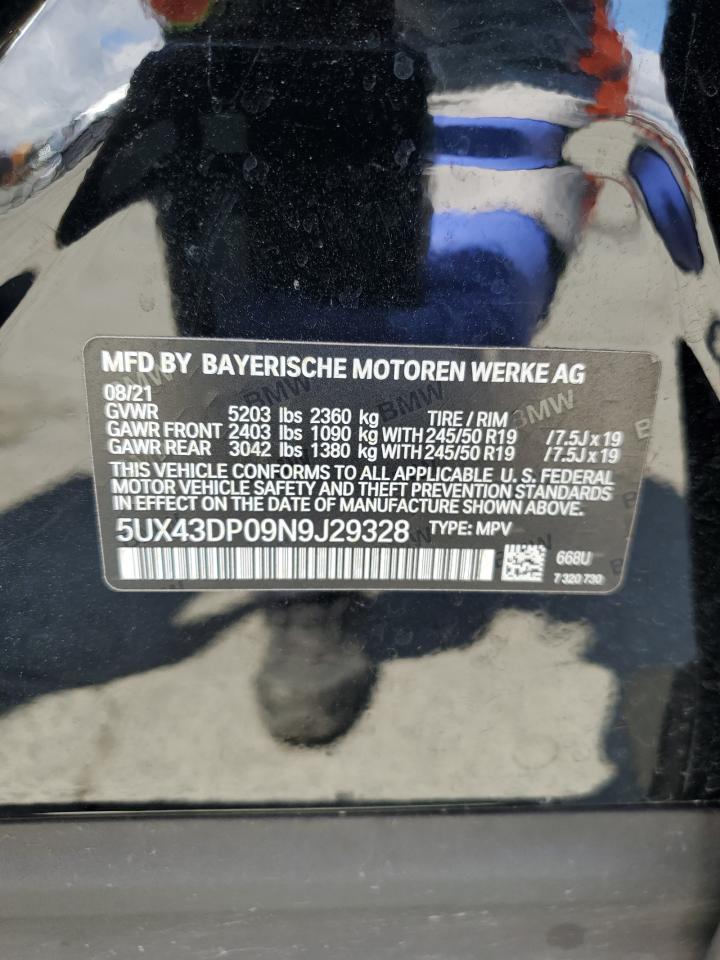 MFD BY BAYERISCHE MOTOREN WERKE AG
08/21
GVWR 5203 lbs 2360 kg TIRE / RIM
GAWR FRONT 2403 lbs 1090 kg WITH 245/50 R19 /7.5J x 19
GAWR REAR 3042 lbs 1380 kg WITH 245/50 R19 /7.5J x 19
THIS VEHICLE CONFORMS TO ALL APPLICABLE U. S. FEDERAL
MOTOR VEHICLE SAFETY AND THEFT PREVENTION STANDARDS
IN EFFECT ON THE DATE OF MANUFACTURE SHOWN ABOVE.
5UX43DP09N9J29328 TYPE: MPV
668U
7 320 730